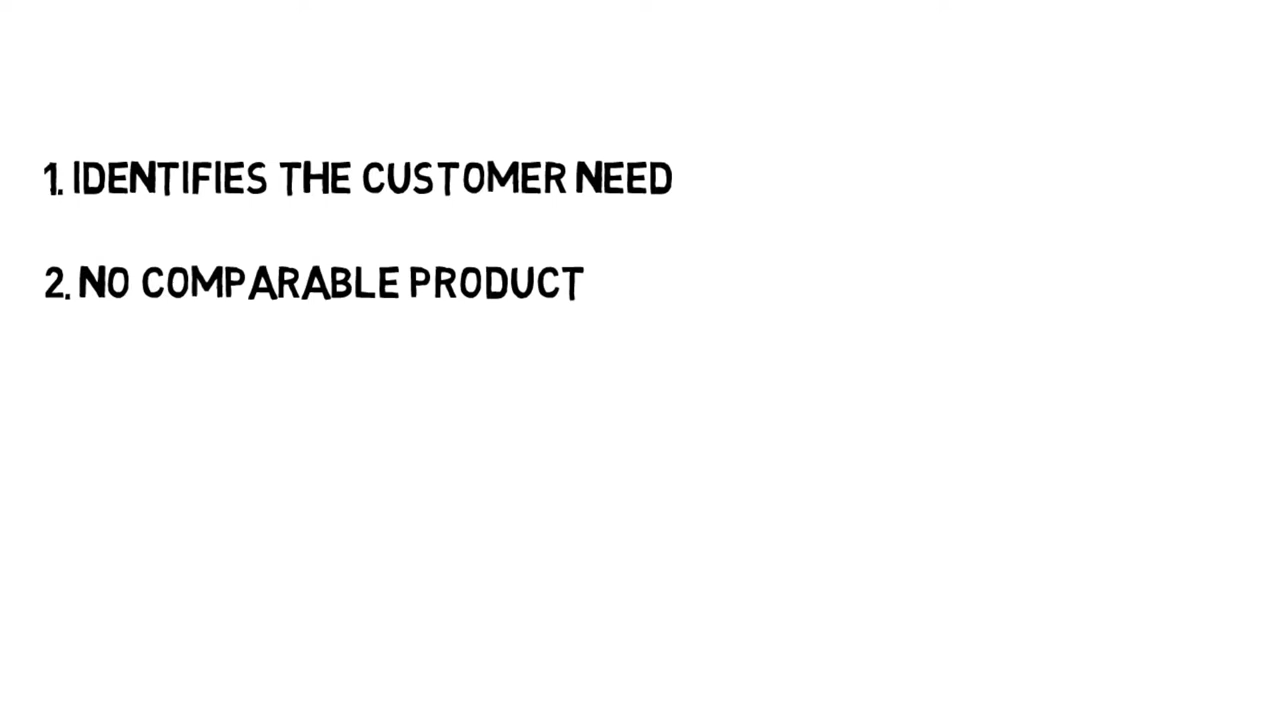 1. IDENTIFIES THE CUSTOMER NEED
2. NO COMPARABLE PRODUCT